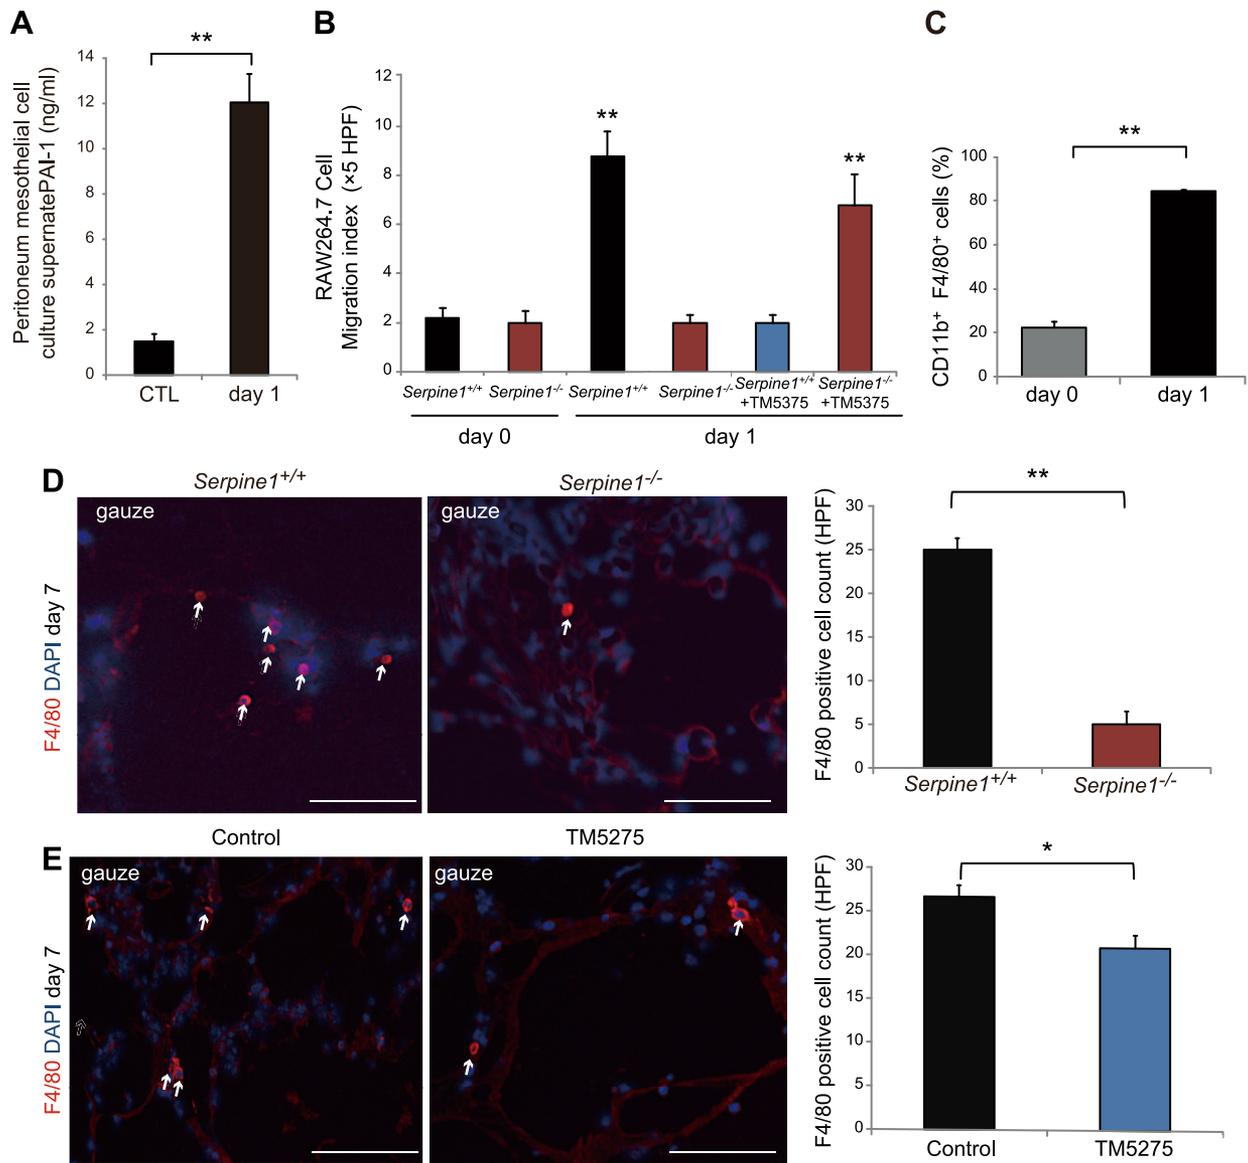 A
B
C
**
Peritoneum mesothelial cell
culture supernatePAI-1 (ng/ml)
14
12
10
8
6
4
2
0
CTL
day 1
RAW264.7 Cell
Migration index (×5 HPF)
12
10
8
6
4
2
0
**
**
Serpine1+/+
Serpine1-/-
Serpine1+/+
Serpine1-/-
Serpine1+/+
+TM5375
Serpine1-/-
+TM5375
day 0
day 1
CD11b+ F4/80+ cells (%)
**
100
80
60
40
20
0
day 0
day 1
D
Serpine1+/+
Serpine1-/-
F4/80 DAPI day 7
gauze
gauze
F4/80 positive cell count (HPF)
**
30
25
20
15
10
5
0
Serpine1+/+
Serpine1-/-
E
Control
TM5275
F4/80 DAPI day 7
gauze
gauze
F4/80 positive cell count (HPF)
*
30
25
20
15
10
5
0
Control
TM5275